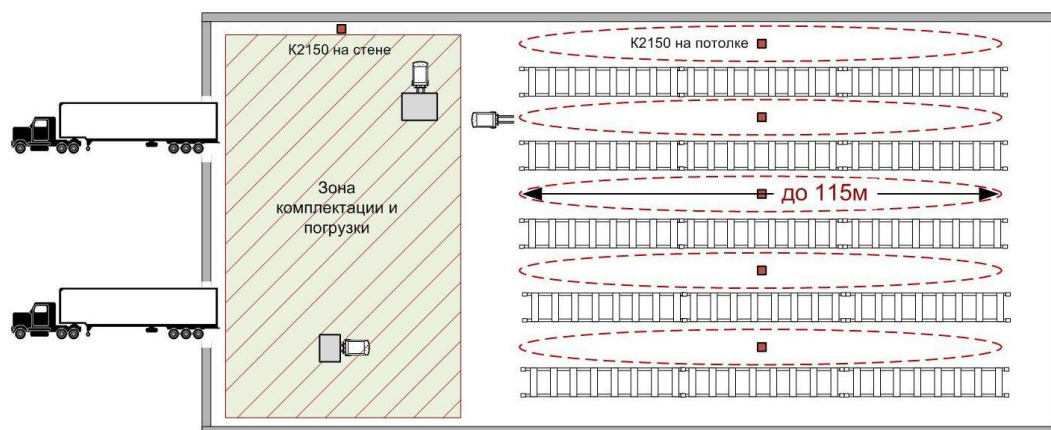 К2150 на стене
К2150 на потолке
Зона
комплектации и
погрузки
до 115м